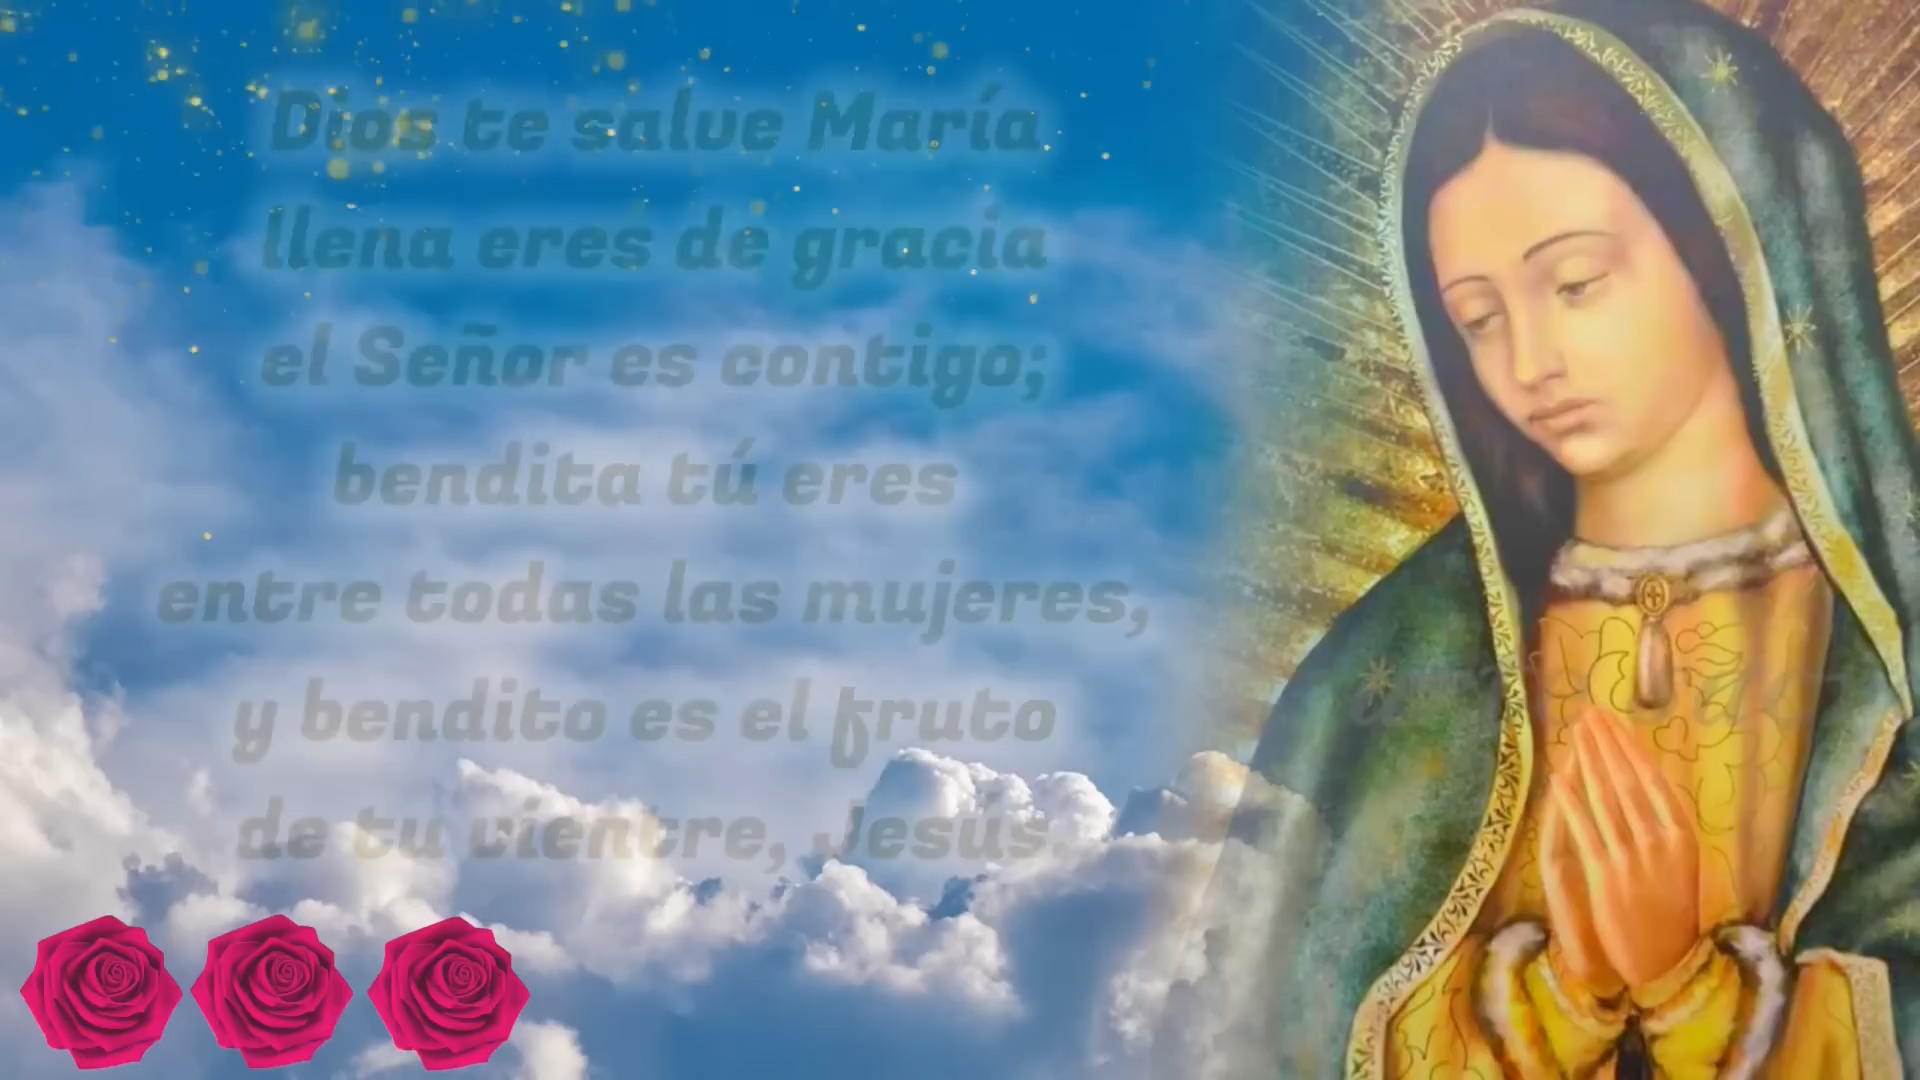 Dios te salve María
llena eres de gracia
el Señor es contigo;
bendita tú eres
entre todas las mujeres,
y bendito es el fruto
de tu vientre, Jesús.